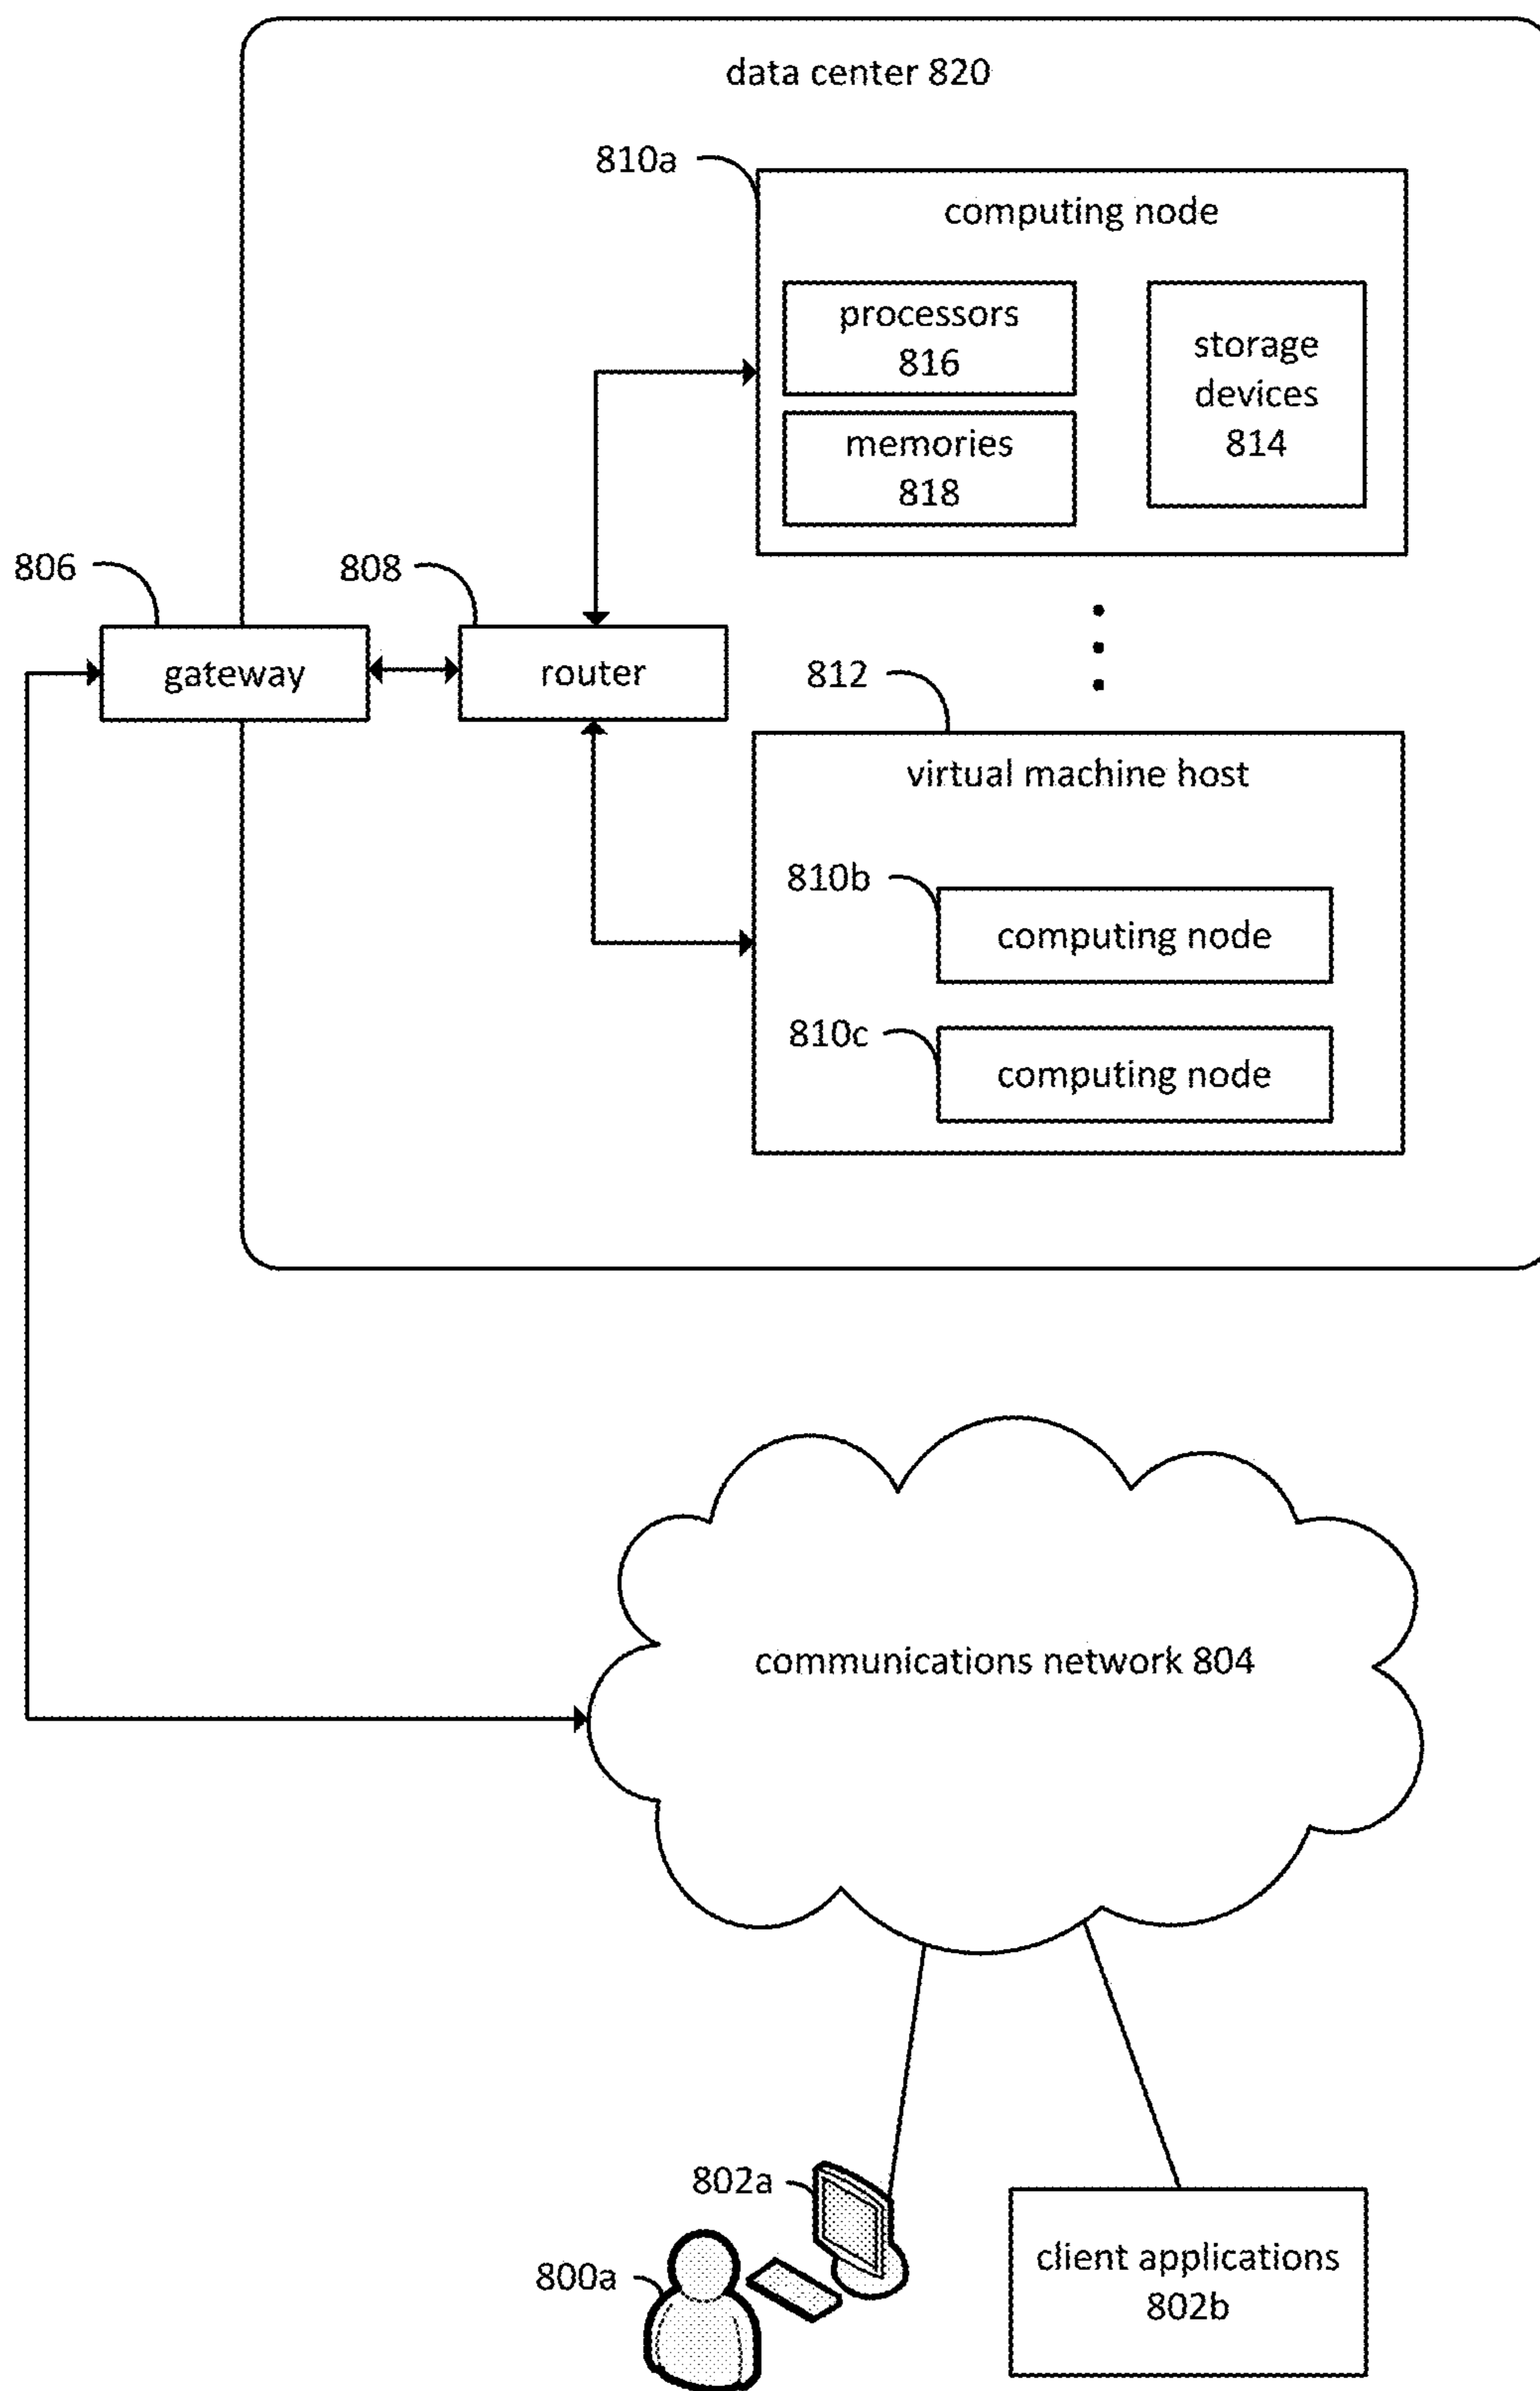 data center 820
810a
computing node
processors
816
storage
devices
814
memories
818
806
808
gateway
router
812
virtual machine host
810b
computing node
810c
computing node
communications network 804
802a
800a
client applications
802b